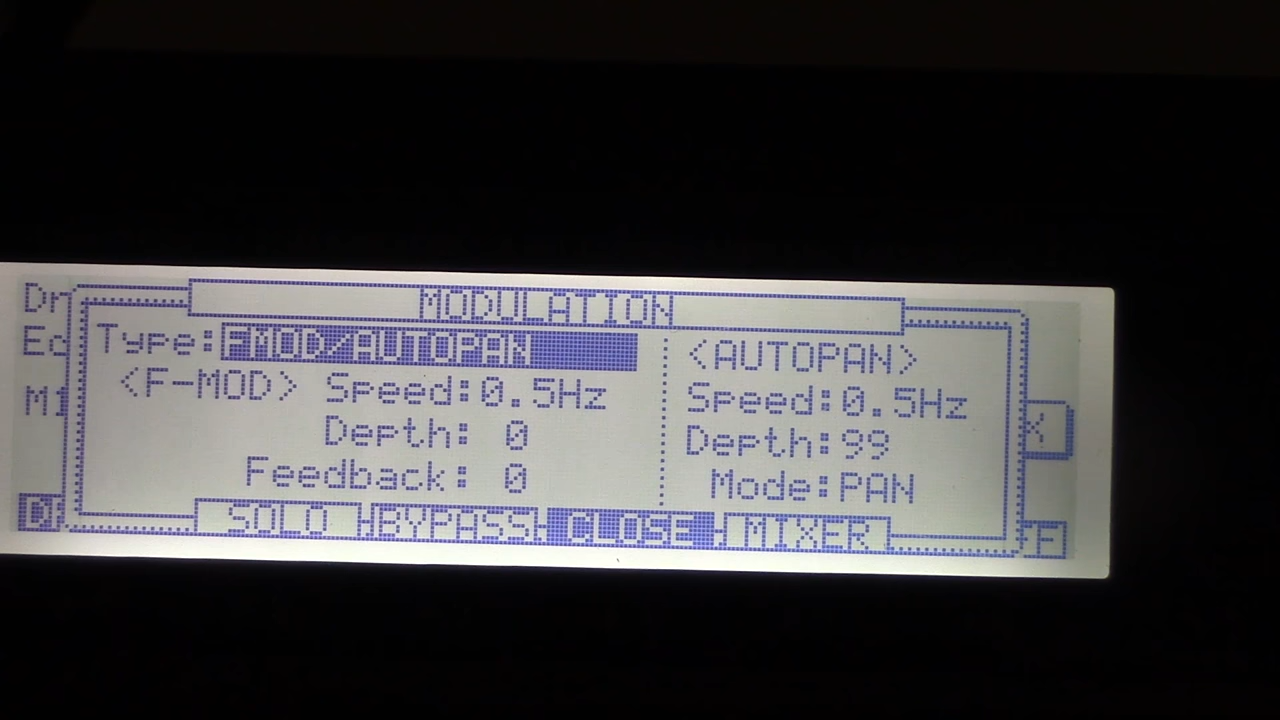 MODULATION
Dr
Type:FMOD/AUTOPAN <AUTOPAN>
<F-MOD> Speed:0.5Hz Speed:0.5Hz
Depth: 0 Depth:99
Feedback: 0 Mode:PAN
SOLO BYPASS CLOSE MIXER